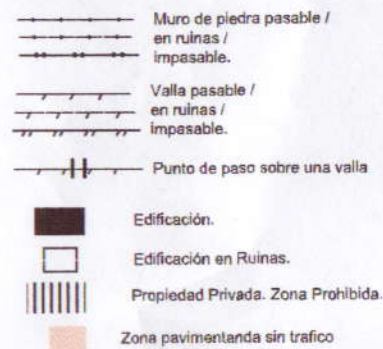 Muro de piedra pasable /
en ruinas /
impasable.
Valla pasable /
en ruinas /
impasable.
Punto de paso sobre una valla
Edificación.
Edificación en Ruinas.
Propiedad Privada. Zona Prohibida.
Zona pavimentanda sin trafico